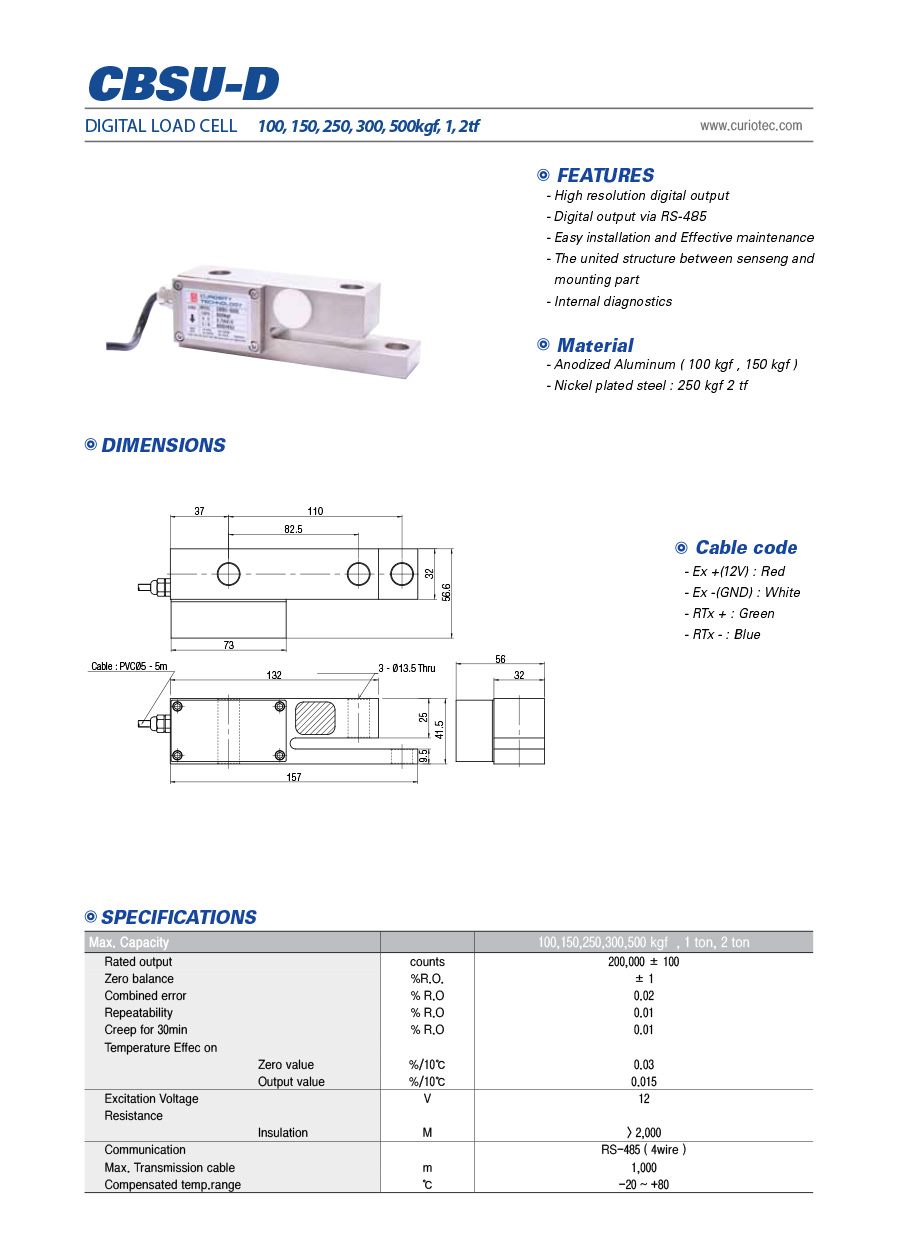 CBSU-D
DIGITAL LOAD CELL 100, 150, 250, 300, 500kgf, 1, 2tf www.curiotec.com
FEATURES
- High resolution digital output
- Digital output via RS-485
- Easy installation and Effective maintenance
- The united structure between senseng and
mounting part
- Internal diagnostics
CURIOSITY
TECHNOLOGY
Material
- Anodized Aluminum ( 100 kgf , 150 kgf )
- Nickel plated steel : 250 kgf 2 tf
DIMENSIONS
37 110
82.5
32
56.6
73
Cable code
- Ex +(12V) : Red
- Ex -(GND) : White
- RTx + : Green
- RTx - : Blue
Cable : PVCØ5 - 5m
132
3 - Ø13.5 Thru
56
32
25
41.5
9.5
157
SPECIFICATIONS
Max. Capacity 100,150,250,300,500 kgf , 1 ton, 2 ton
Rated output counts 200,000 ± 100
Zero balance %R.O. ± 1
Combined error % R.O 0.02
Repeatability % R.O 0.01
Creep for 30min % R.O 0.01
Temperature Effec on
Zero value %/10℃ 0.03
Output value %/10℃ 0.015
Excitation Voltage V 12
Resistance
Insulation M > 2,000
Communication RS-485 ( 4wire )
Max. Transmission cable m 1,000
Compensated temp.range ℃ -20 ~ +80